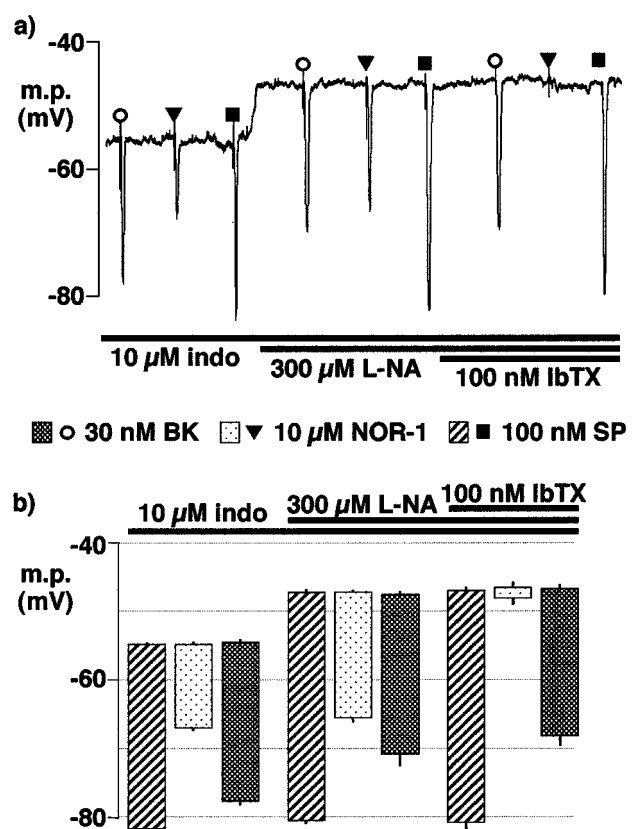 a)
-40
m.p.
(mV)
-60
-80
10 µM indo
300 µM L-NA
100 nM IbTX
30 nM BK 10 µM NOR-1 100 nM SP
b)
100 nM IbTX
300 µM L-NA
10 µM indo
-40
m.p.
(mV)
-60
-80